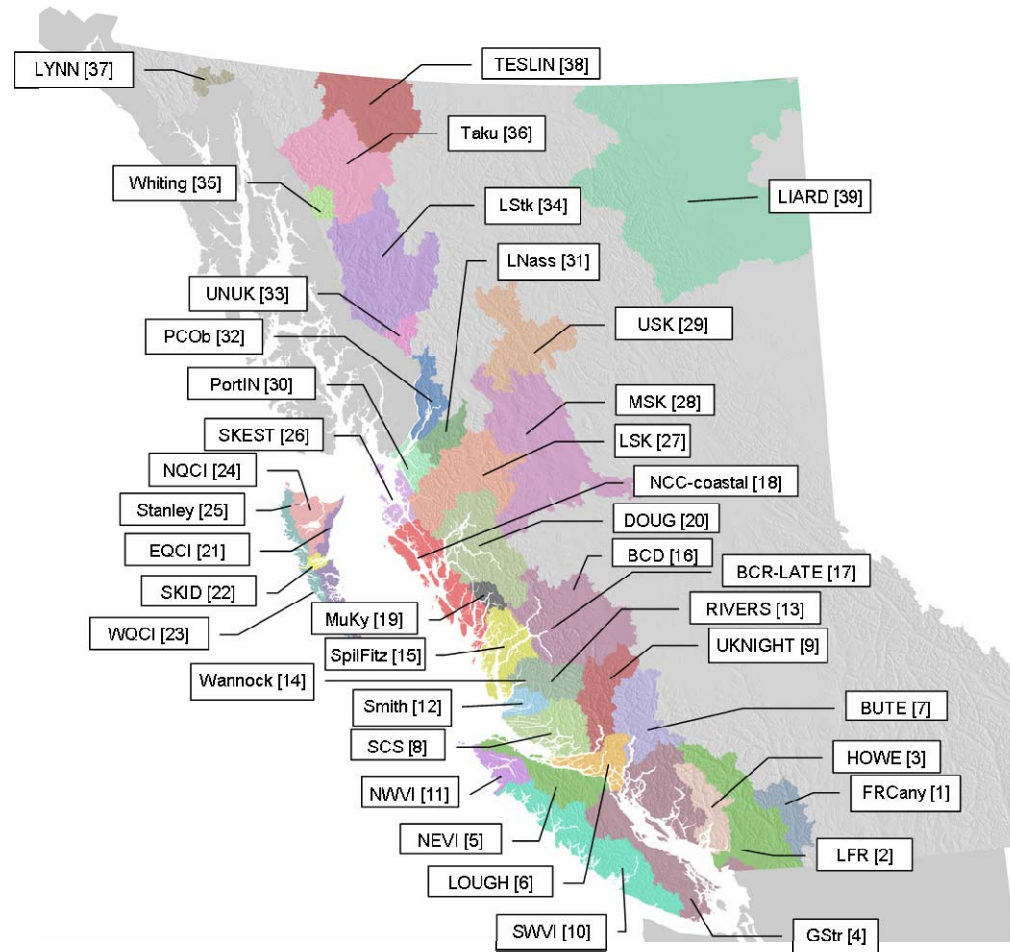 LYNN [37]
TESLIN [38]
Taku [36]
Whiting [35]
LStk [34]
LIARD [39]
LNass [31]
UNUK [33]
USK [29]
PCOb [32]
PortIN [30]
MSK [28]
SKEST [26]
LSK [27]
NQCI [24]
NCC-coastal [18]
Stanley [25]
DOUG [20]
EQCI [21]
BCD [16]
BCR-LATE [17]
SKID [22]
RIVERS [13]
MuKy [19]
WQCI [23]
UKNIGHT [9]
SpilFitz [15]
Wannock [14]
Smith [12]
BUTE [7]
SCS [8]
HOWE [3]
NWVI [11]
FRCany [1]
NEVI [5]
LFR [2]
LOUGH [6]
SWVI [10]
GStr [4]